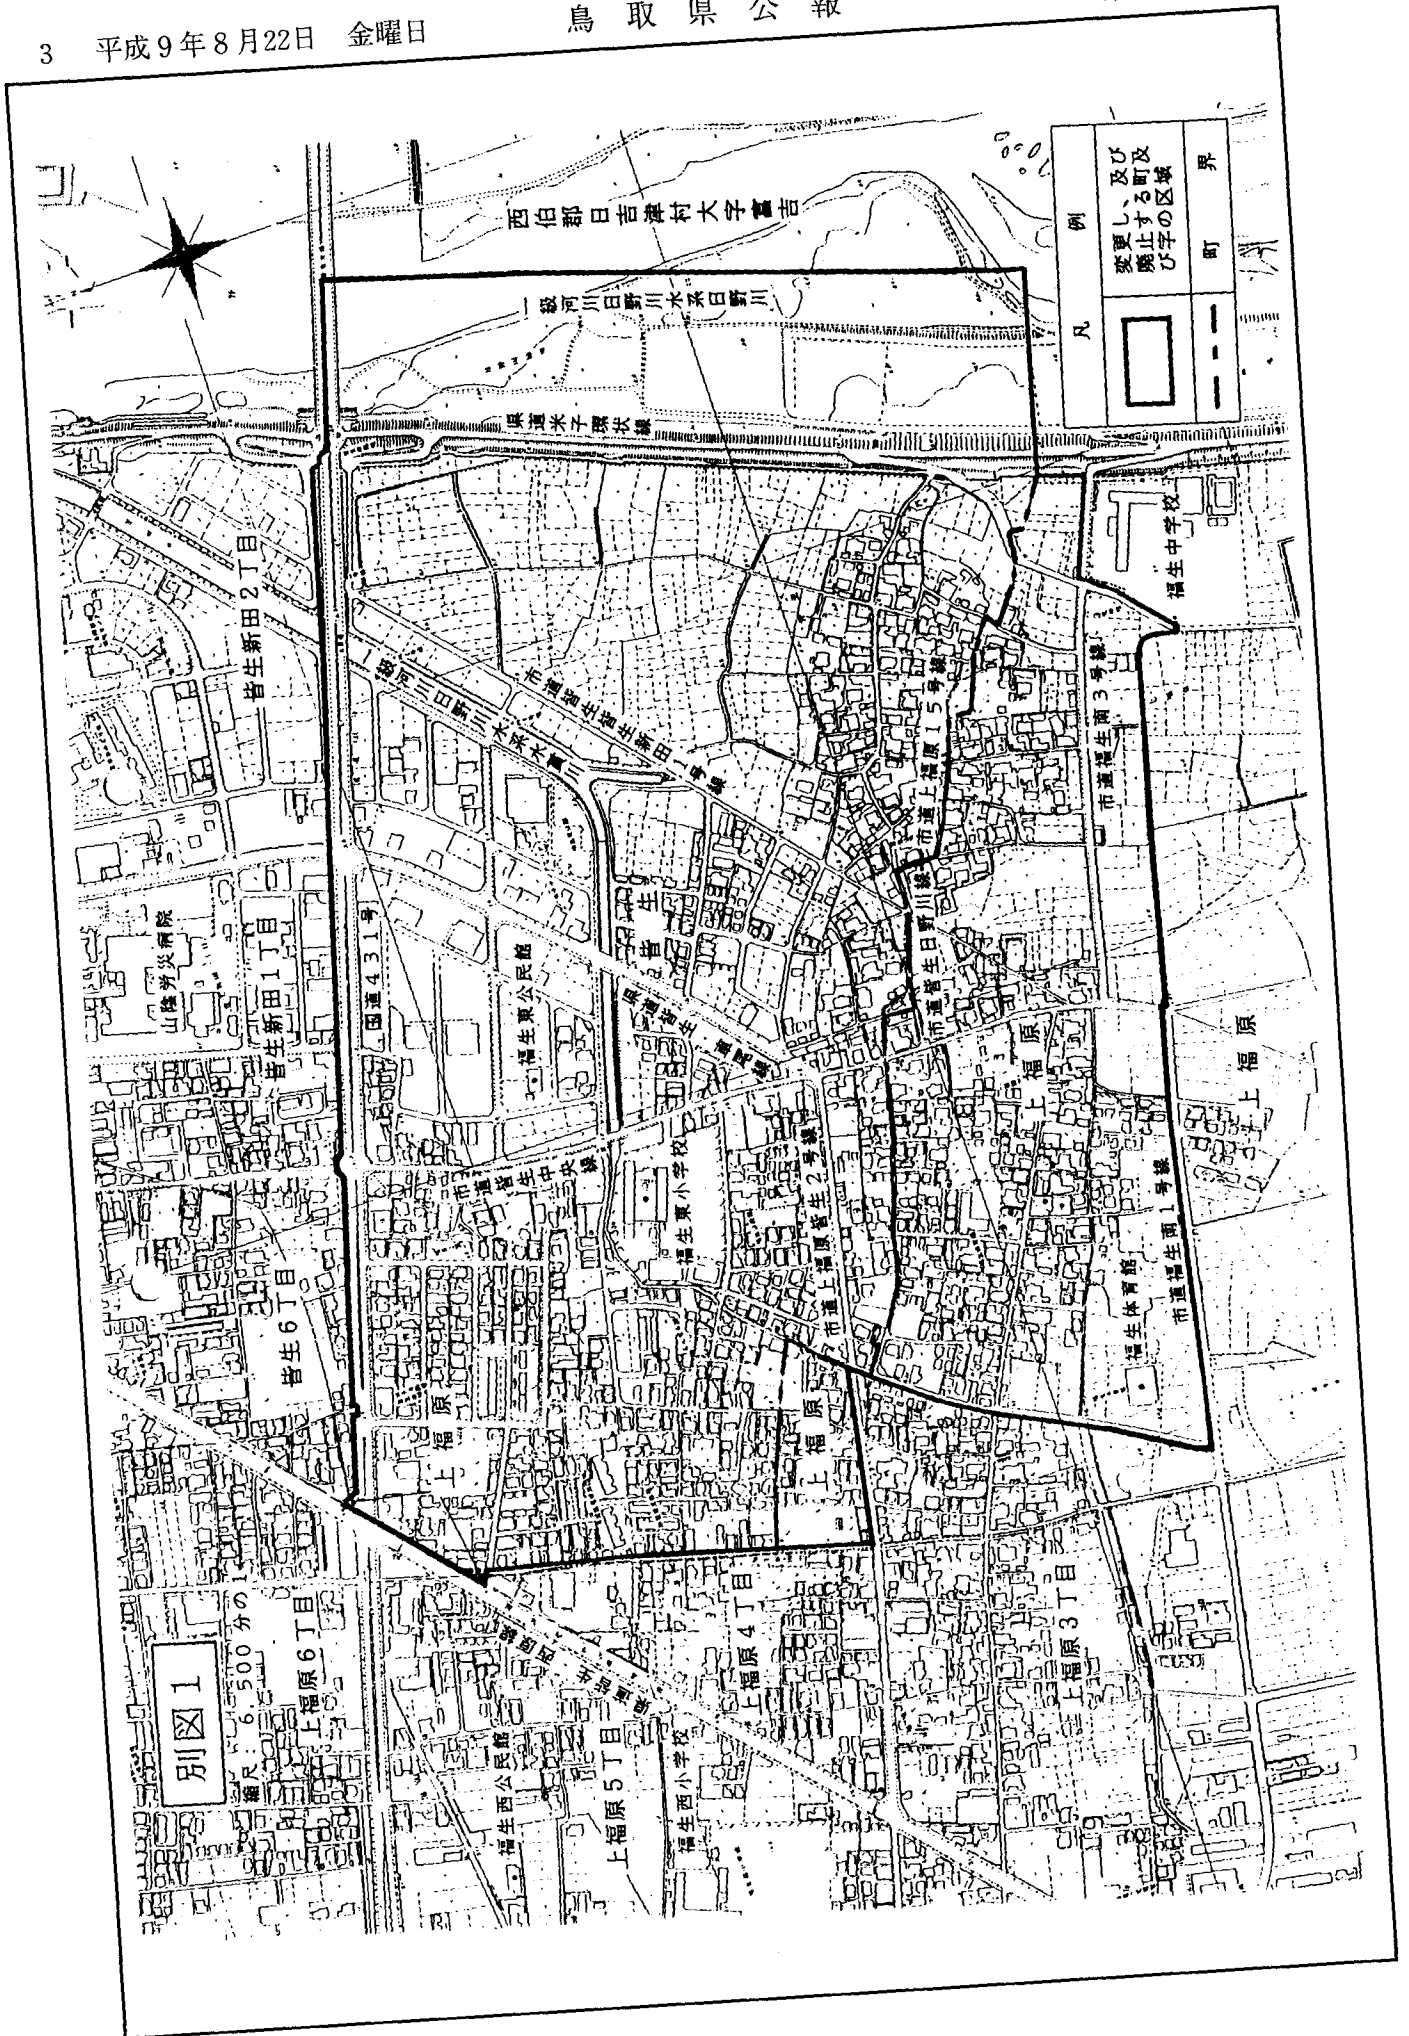 3 平成9年8月22日 金曜日
鳥取県公報
別図1
縮尺: 6,500分の1
凡例
変更し、及び
廃止する町及
び字の区域
町界
西伯郡日吉津村大字富吉
一級河川日野川水系日野川
県道米子環状線
皆生新田2丁目
1級河川日野川水系水貫川
市道皆生皆生新田1号線
福生中学校
市道上福原115号線
市道福生南3号線
山陰労災病院
皆生新田1丁目
国道431号
福生東公民館
皆生
県道皆生
車尾線
市道皆生日野川線
上福原
上福原
市道皆生中央線
福生東小学校
市道上福原皆生2号線
皆生6丁目
福生体育館
市道福生南1号線
上福原
上福原
上福原6丁目
福生西公民館
上福原5丁目
福生西小学校
上福原4丁目
上福原3丁目